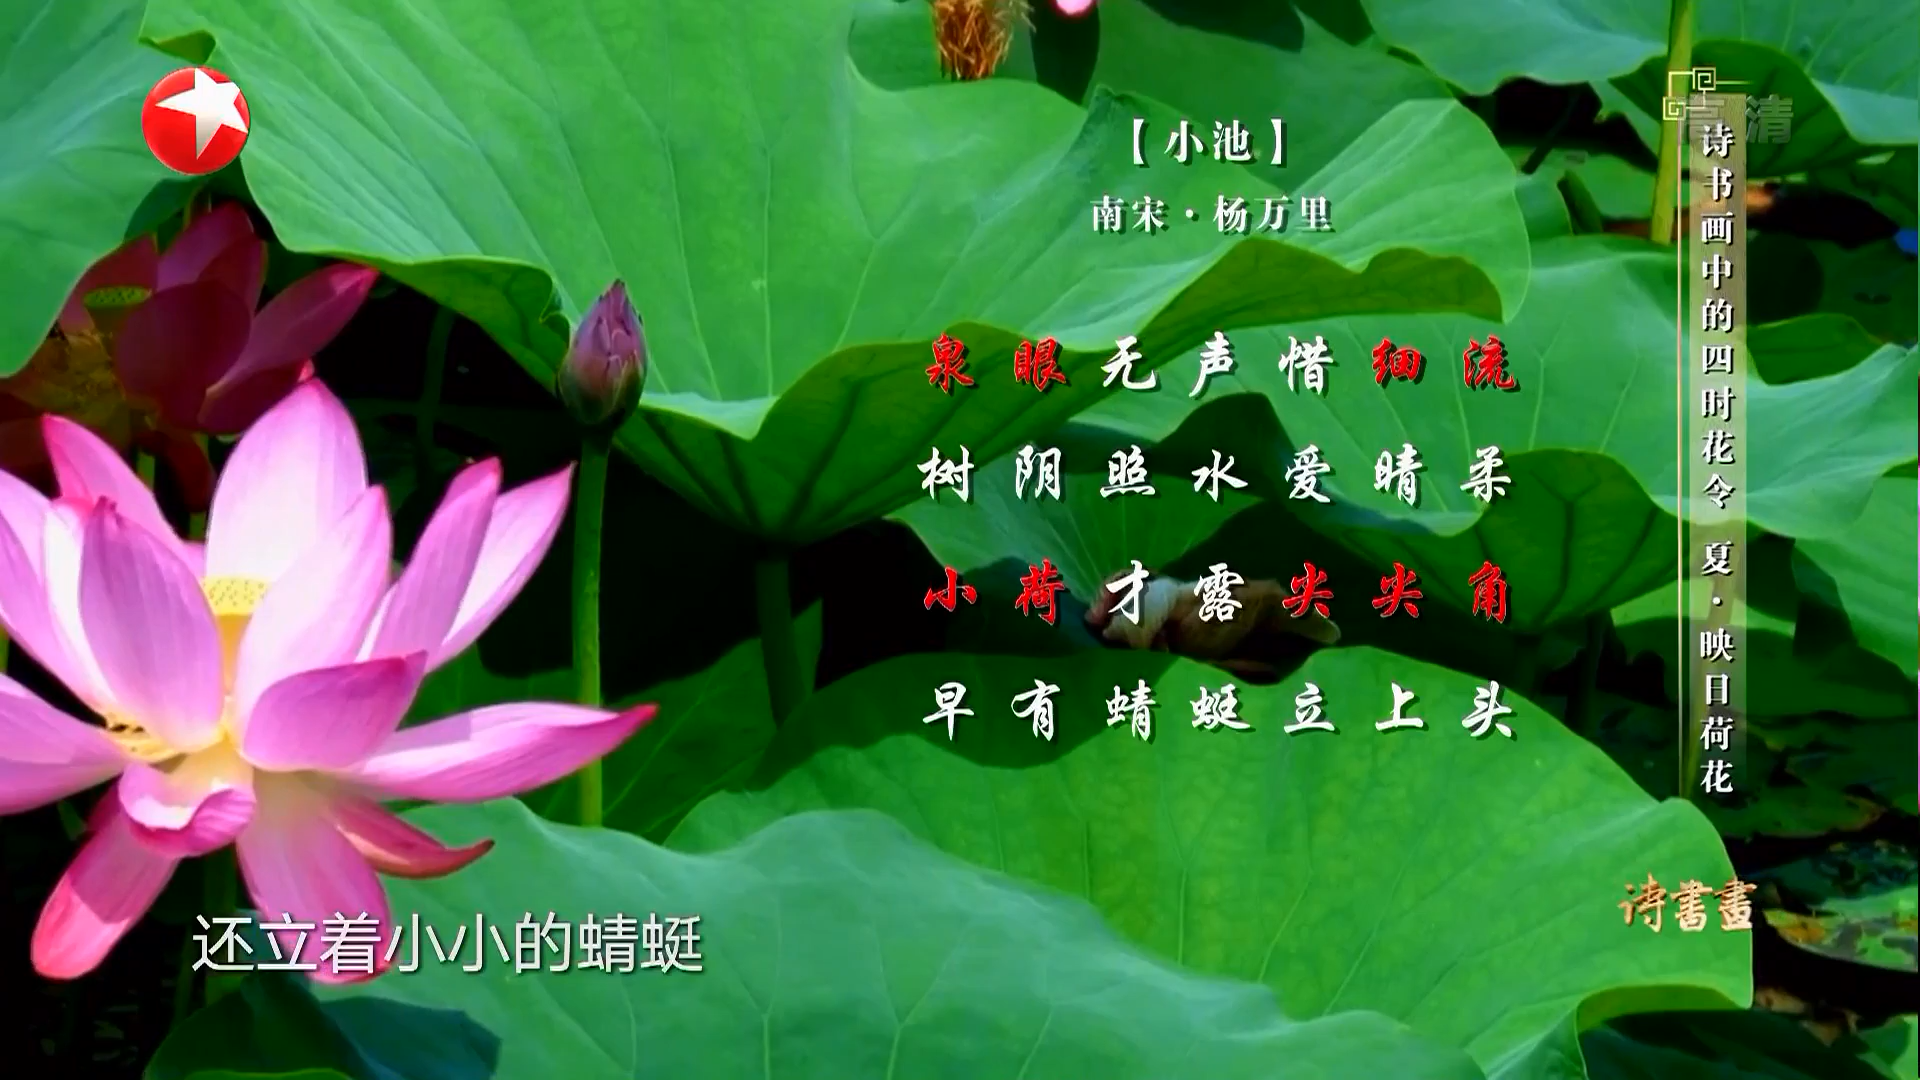 【小池】
南宋·杨万里
泉眼无声惜细流
树阴照水爱晴柔
小荷才露尖尖角
早有蜻蜓立上头
高清
诗书画中的四时花令 夏·映日荷花
诗書畫
还立着小小的蜻蜓